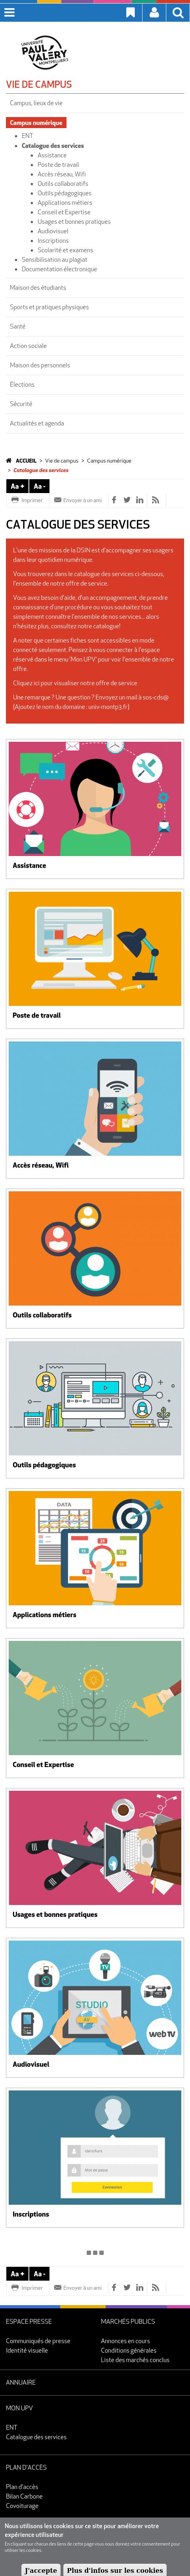 UNIVERSITÉ
PAUL
VALÉRY
MONTPELLIER 3
VIE DE CAMPUS
Campus, lieux de vie
Campus numérique
ENT
Catalogue des services
Assistance
Poste de travail
Accès réseau, Wifi
Outils collaboratifs
Outils pédagogiques
Applications métiers
Conseil et Expertise
Usages et bonnes pratiques
Audiovisuel
Inscriptions
Scolarité et examens
Sensibilisation au plagiat
Documentation électronique
Maison des étudiants
Sports et pratiques physiques
Santé
Action sociale
Maison des personnels
Élections
Sécurité
Actualités et agenda
ACCUEIL > Vie de campus > Campus numérique
> Catalogue des services
Aa + Aa -
Imprimer Envoyer à un ami
CATALOGUE DES SERVICES
L'une des missions de la DSIN est d'accompagner ses usagers
dans leur quotidien numérique.
Vous trouverez dans le catalogue des services ci-dessous,
l'ensemble de notre offre de service.
Vous avez besoin d'aide, d'un accompagnement, de prendre
connaissance d'une procédure ou vous souhaitez tout
simplement connaître l'ensemble de nos services... alors
n'hésitez plus, consultez notre catalogue!
A noter que certaines fiches sont accessibles en mode
connecté seulement. Pensez à vous connecter à l'espace
réservé dans le menu 'Mon UPV' pour voir l'ensemble de notre
offre.
Cliquez ici pour visualiser notre offre de service
Une remarque ? Une question ? Envoyez un mail à sos-cds@
(Ajoutez le nom du domaine : univ-montp3.fr)
Assistance
Poste de travail
Accès réseau, Wifi
Outils collaboratifs
Outils pédagogiques
DATA
Applications métiers
Conseil et Expertise
Usages et bonnes pratiques
TV
STUDIO
WEBTV
Audiovisuel
Username
Mot de passe
Connexion
Inscriptions
Aa + Aa -
Imprimer Envoyer à un ami
ESPACE PRESSE
Communiqués de presse
Identité visuelle
MARCHÉS PUBLICS
Annonces en cours
Conditions générales
Liste des marchés conclus
ANNUAIRE
MON UPV
ENT
Catalogue des services
PLAN D'ACCÈS
Plan d'accès
Bilan Carbone
Covoiturage
Nous utilisons les cookies sur ce site pour améliorer votre
expérience utilisateur
En cliquant sur chacun des liens de cette page vous nous donnez votre consentement pour
utiliser les cookies.
J'accepte Plus d'infos sur les cookies